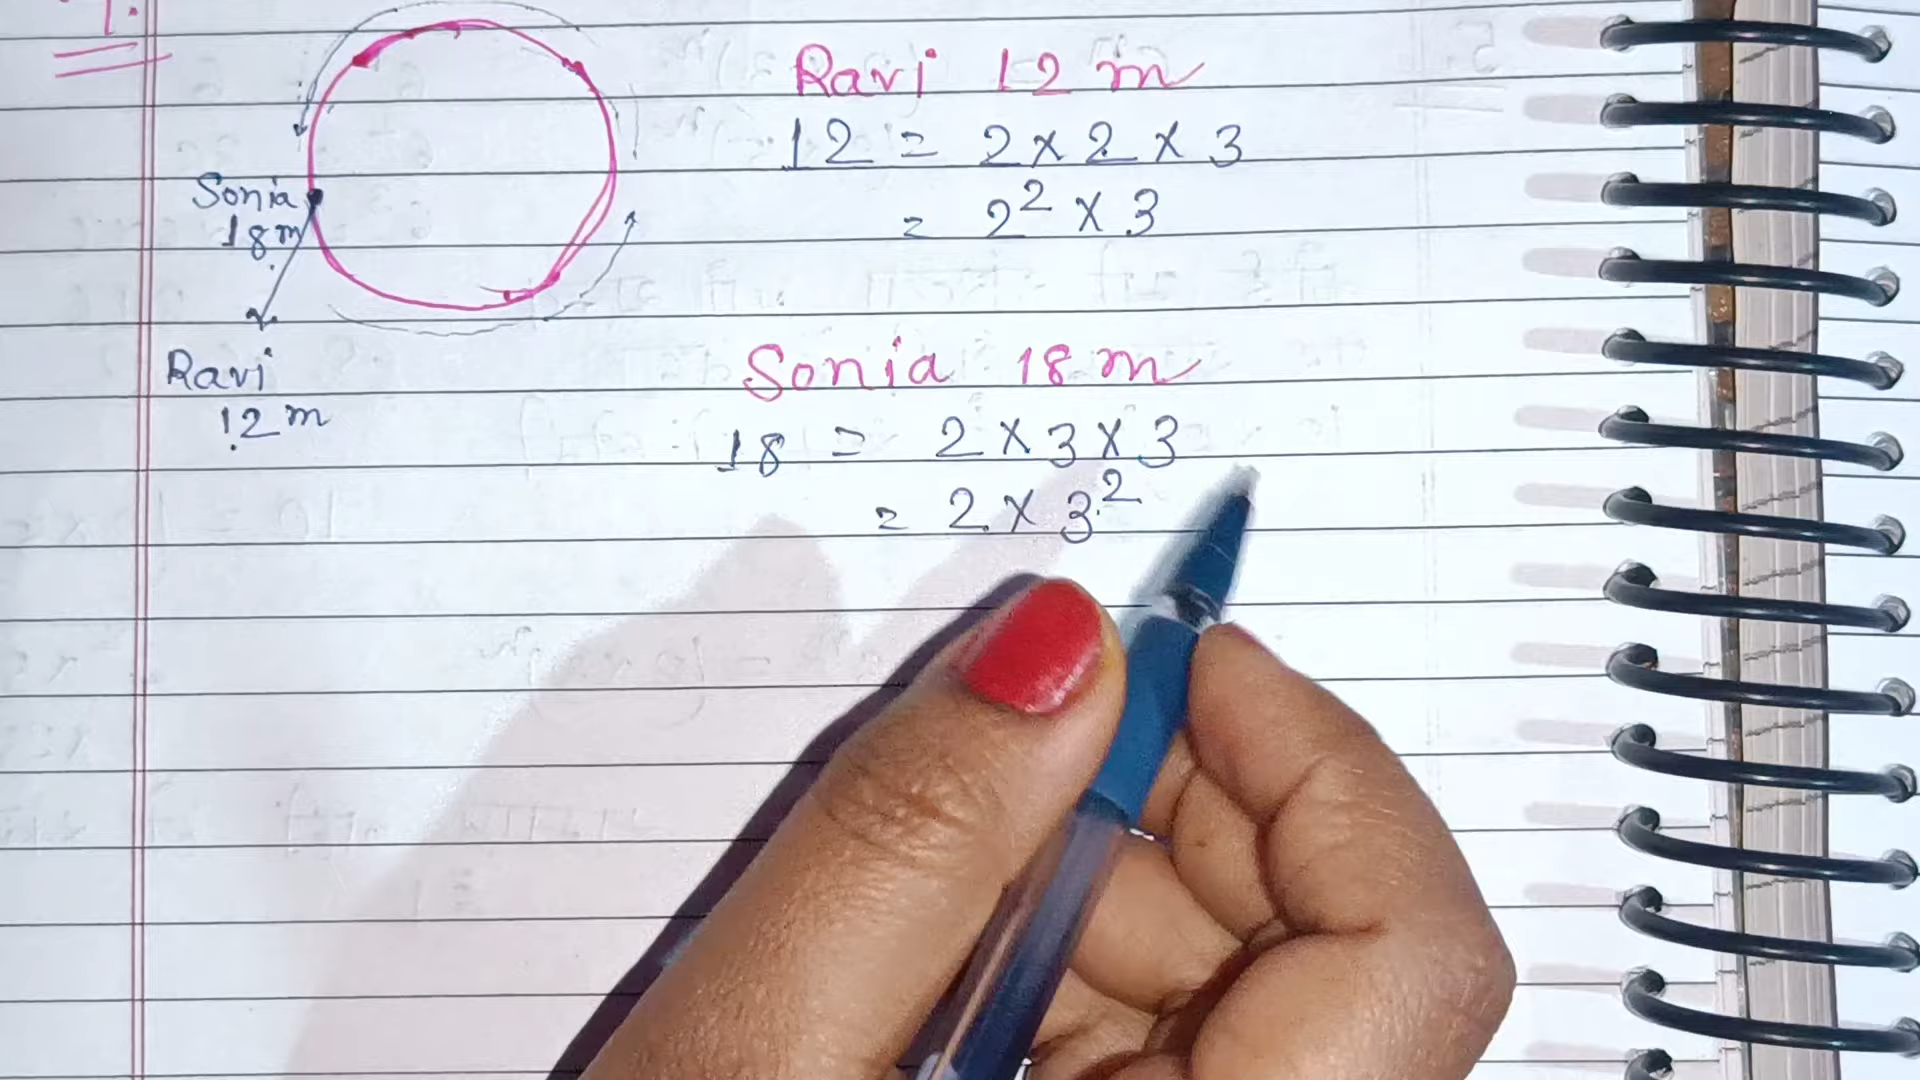 7.
Sonia
18m
Ravi
12 m
Ravi 12 m
12 = 2 × 2 × 3
= 2² × 3
Sonia 18 m
18 = 2 × 3 × 3
= 2 × 3²